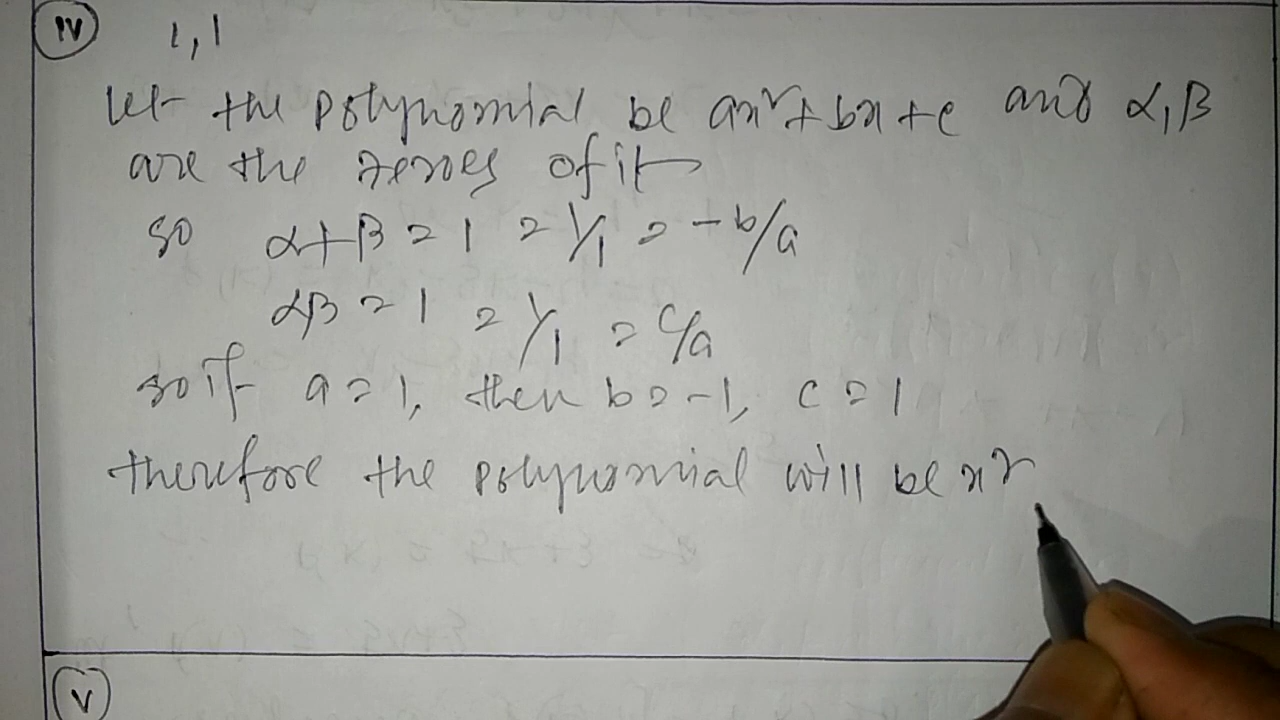 IV 1, 1
let the polynomial be ax²+bx+c and α, β
are the zeroes of it
so α+β = 1 = 1/1 = -b/a
αβ = 1 = 1/1 = c/a
so if a = 1, then b = -1, c = 1
therefore the polynomial will be x²
V